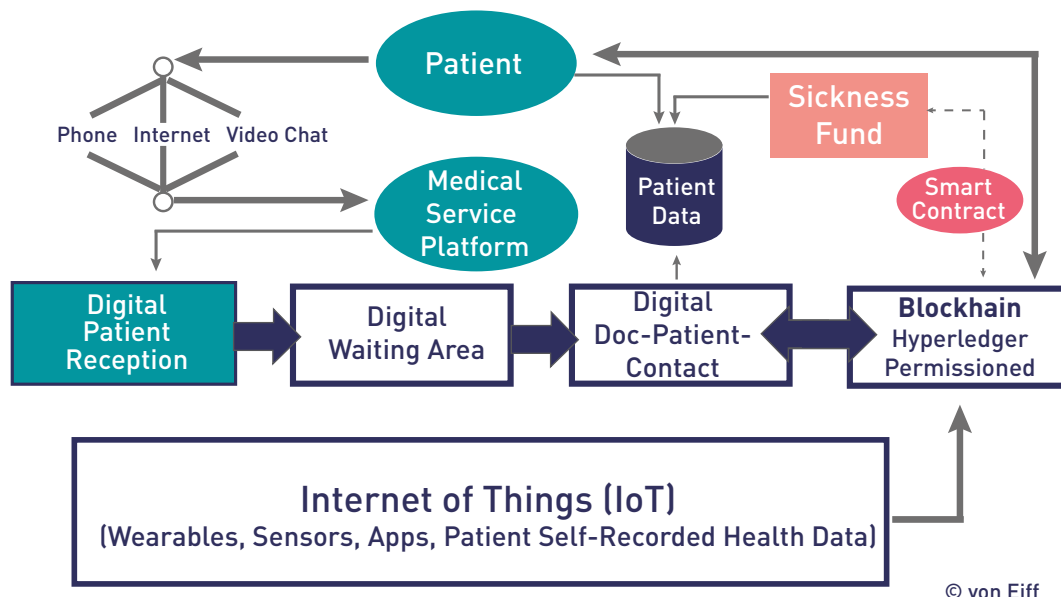 Patient
Sickness
Fund
Phone Internet Video Chat
Medical
Service
Platform
Patient
Data
Smart
Contract
Digital
Patient
Reception
Digital
Waiting Area
Digital
Doc-Patient-
Contact
Blockhain
Hyperledger
Permissioned
Internet of Things (IoT)
(Wearables, Sensors, Apps, Patient Self-Recorded Health Data)
© von Eiff